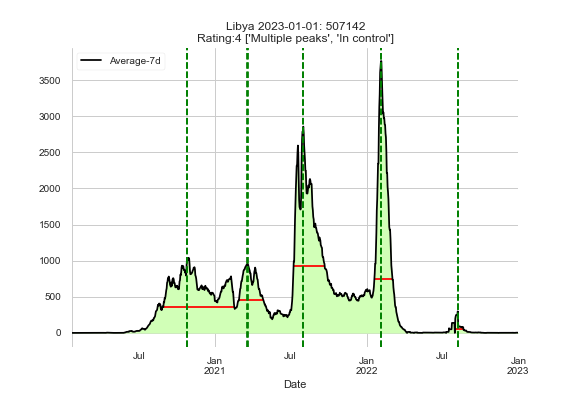 Libya 2023-01-01: 507142
Rating:4 ['Multiple peaks', 'In control']
Average-7d
3500
3000
2500
2000
1500
1000
500
0
Jul
Jan
2021
Jul
Jan
2022
Jul
Jan
2023
Date